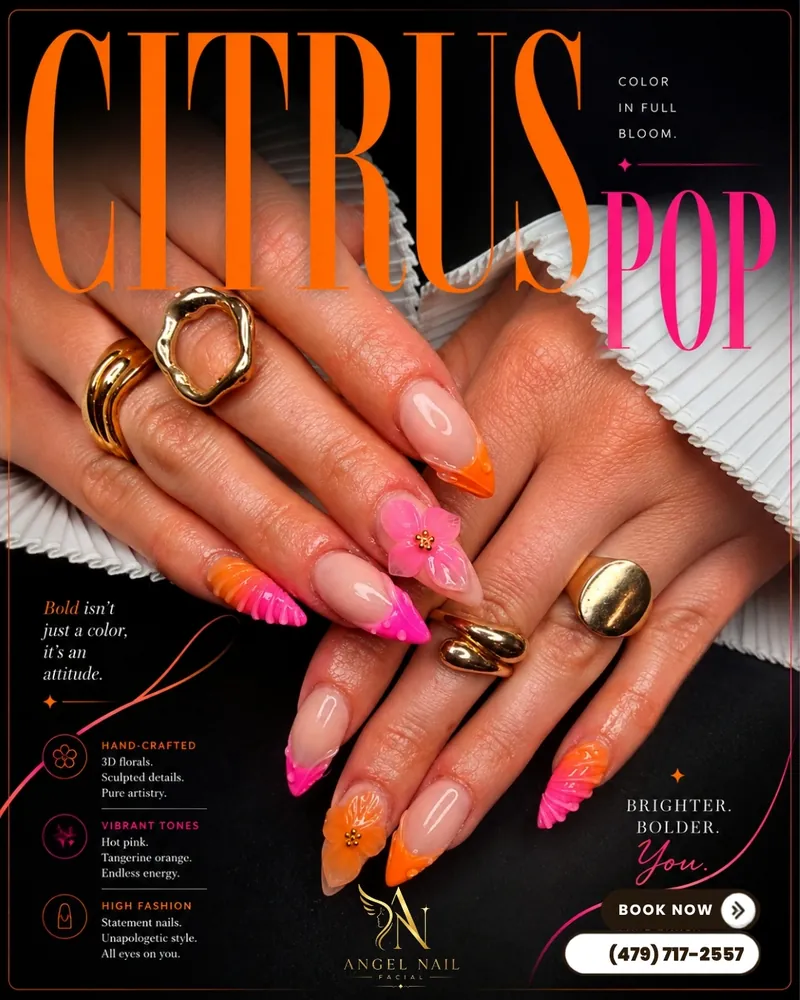 CITRUS
COLOR
IN FULL
BLOOM.
POP
Bold isn't
just a color,
it's an
attitude.
HAND-CRAFTED
3D florals.
Sculpted details.
Pure artistry.
VIBRANT TONES
Hot pink.
Tangerine orange.
Endless energy.
HIGH FASHION
Statement nails.
Unapologetic style.
All eyes on you.
BRIGHTER.
BOLDER.
You.
BOOK NOW
(479) 717-2557
AN
ANGEL NAIL
FACIAL